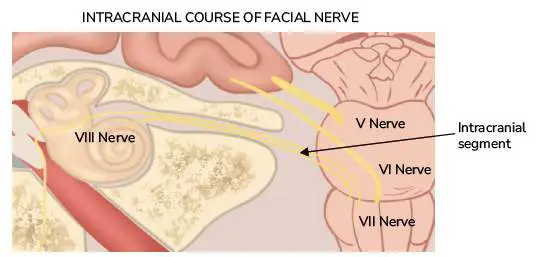 INTRACRANIAL COURSE OF FACIAL NERVE
V Nerve
Intracranial
segment
VIII Nerve
VI Nerve
VII Nerve